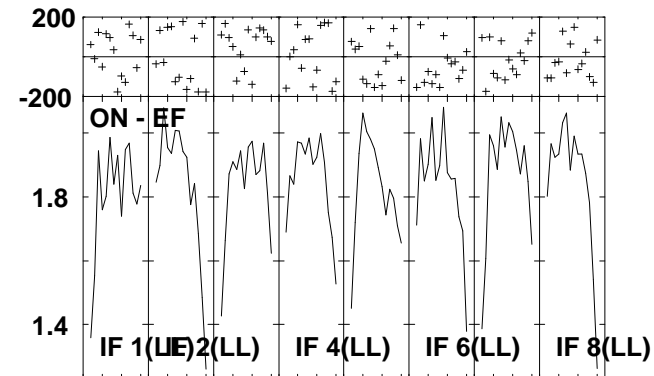 200
-200
ON - EF
1.8
1.4
IF 1(LL)
IF 2(LL)
IF 4(LL)
IF 6(LL)
IF 8(LL)